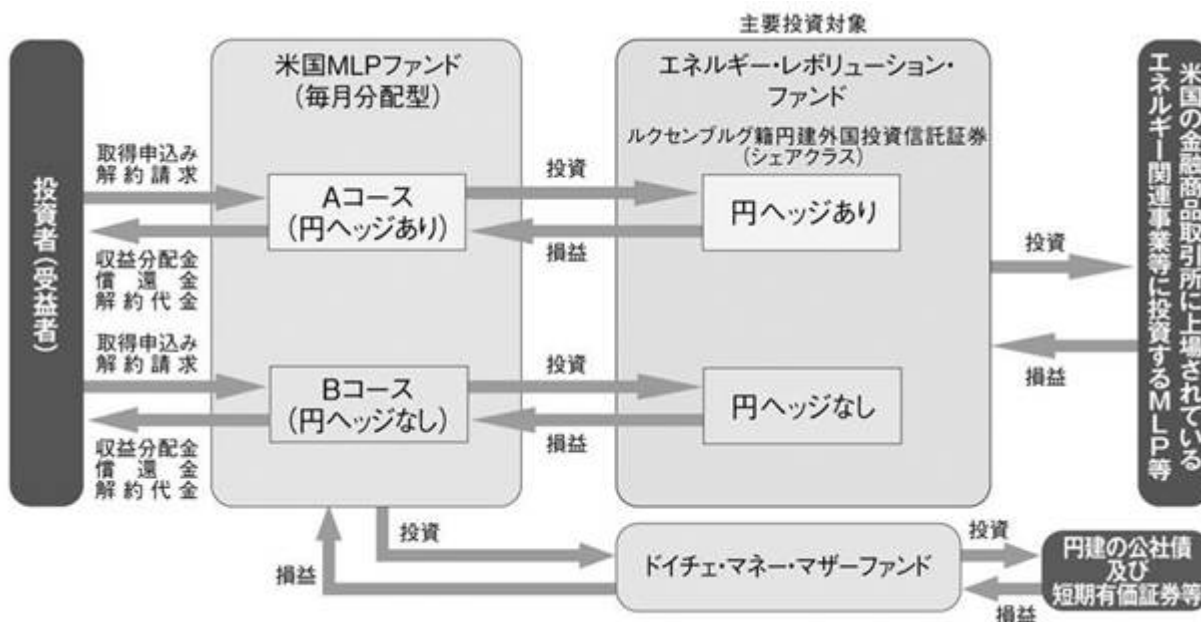 主要投資対象
投資者（受益者）
取得申込み
解約請求
収益分配金
償還金
解約代金
取得申込み
解約請求
収益分配金
償還金
解約代金
米国MLPファンド
（毎月分配型）
Aコース
（円ヘッジあり）
Bコース
（円ヘッジなし）
投資
損益
投資
損益
エネルギー・レボリューション・
ファンド
ルクセンブルグ籍円建外国投資信託証券
（シェアクラス）
円ヘッジあり
円ヘッジなし
投資
損益
米国の金融商品取引所に上場されている
エネルギー関連事業等に投資するMLP等
投資
損益
ドイチェ・マネー・マザーファンド
投資
損益
円建の公社債
及び
短期有価証券等